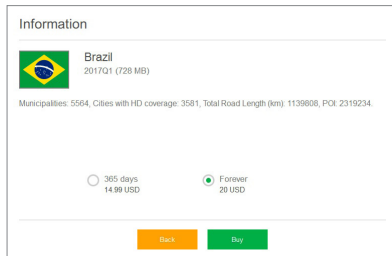 Information
Brazil
2017Q1 (728 MB)
Municipalities: 5564, Cities with HD coverage: 3581, Total Road Length (km): 1139808, POI: 2319234.
365 days
14.99 USD
Forever
20 USD
Back
Buy